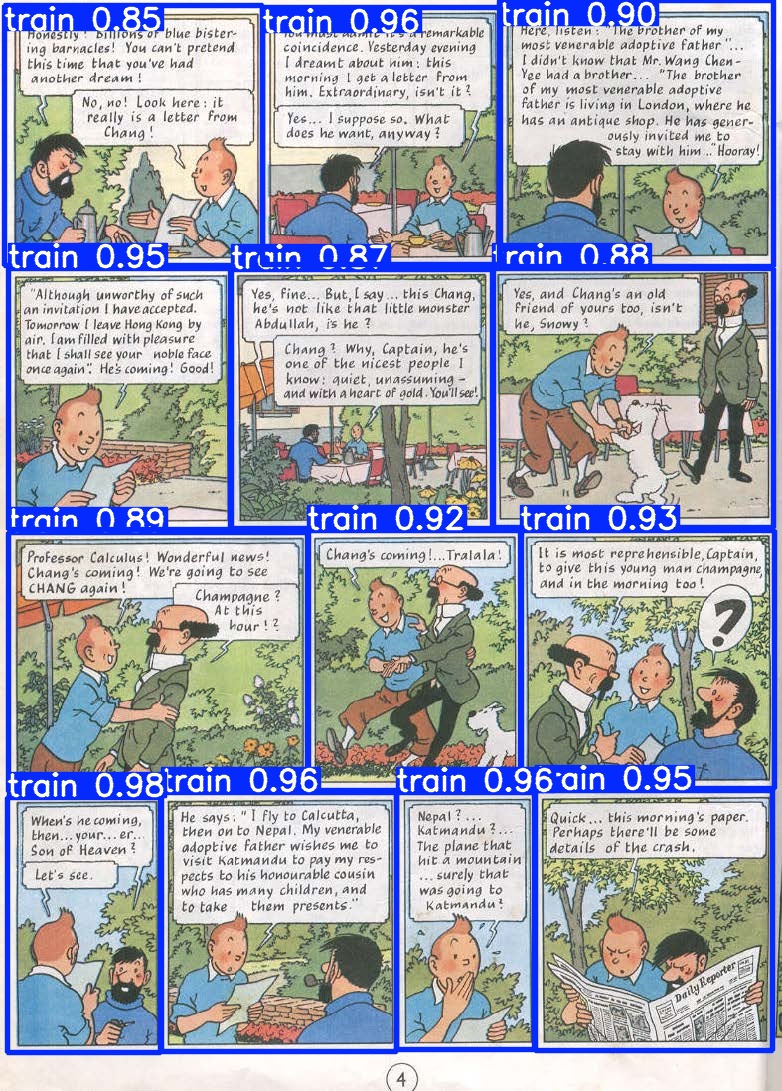 train 0.85
train 0.96
train 0.90
Honestly! Billions of blue blister-
ing barnacles! You can't pretend
this time that you've had
another dream!
No, no! Look here: it
really is a letter from
Chang!
You must admit it's a remarkable
coincidence. Yesterday evening
I dreamt about him: this
morning I get a letter from
him. Extraordinary, isn't it?
Yes... I suppose so. What
does he want, anyway?
Here, listen: "The brother of my
most venerable adoptive father"...
I didn't know that Mr. Wang Chen-
Yee had a brother... "The brother
of my most venerable adoptive
father is living in London, where he
has an antique shop. He has gener-
ously invited me to
stay with him.." Hooray!
train 0.95
train 0.87
train 0.88
"Although unworthy of such
an invitation I have accepted.
Tomorrow I leave Hong Kong by
air. I am filled with pleasure
that I shall see your noble face
once again". He's coming! Good!
Yes, fine... But, I say... this Chang,
he's not like that little monster
Abdullah, is he?
Chang? Why, Captain, he's
one of the nicest people I
know: quiet, unassuming -
and with a heart of gold. You'll see!
Yes, and Chang's an old
friend of yours too, isn't
he, Snowy?
train 0.89
train 0.92
train 0.93
Professor Calculus! Wonderful news!
Chang's coming! We're going to see
CHANG again!
Champagne?
At this
hour!?
Chang's coming!...Tralala!
It is most reprehensible, Captain,
to give this young man champagne,
and in the morning too!
?
train 0.98
train 0.96
train 0.96
ain 0.95
When's he coming,
then... your... er...
Son of Heaven?
Let's see.
He says: "I fly to Calcutta,
then on to Nepal. My venerable
adoptive father wishes me to
visit Katmandu to pay my res-
pects to his honourable cousin
who has many children, and
to take them presents."
Nepal?...
Katmandu?...
The plane that
hit a mountain
... surely that
was going to
Katmandu?
Quick... this morning's paper.
Perhaps there'll be some
details of the crash.
Daily Reporter
4